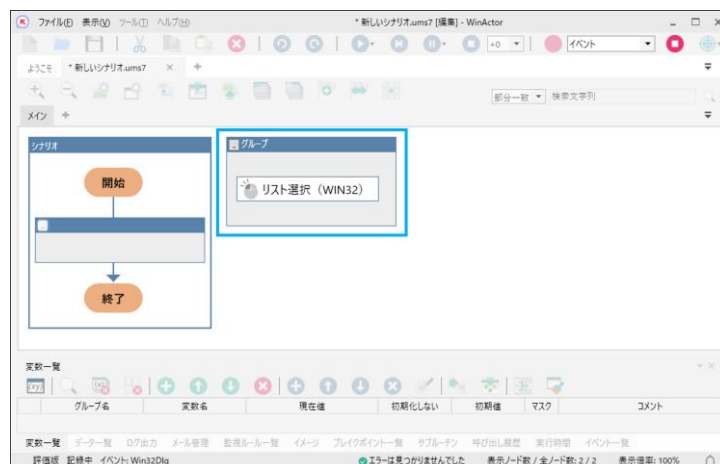 ファイル(F) 表示(V) ツール(T) ヘルプ(H) * 新しいシナリオ.ums7 [編集] - WinActor
+0 イベント
ようこそ * 新しいシナリオ.ums7 × +
部分一致 検索文字列
メイン +
シナリオ
グループ
開始
リスト選択(WIN32)
終了
変数一覧
グループ名 変数名 現在値 初期化しない 初期値 マスク コメント
変数一覧 データ一覧 ログ出力 メール管理 監視ルール一覧 イメージ ブレイクポイント一覧 サブルーチン 呼び出し履歴 実行時間 イベント一覧
評価版 記録中 イベント: Win32Dlg エラーは見つかりませんでした 表示ノード数 / 全ノード数: 2 / 2 表示倍率: 100%